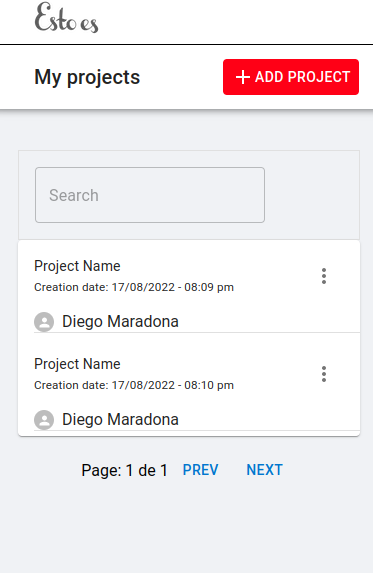 Esto es
My projects
+ ADD PROJECT
Search
Project Name
Creation date: 17/08/2022 - 08:09 pm
Diego Maradona
Project Name
Creation date: 17/08/2022 - 08:10 pm
Diego Maradona
Page: 1 de 1 PREV NEXT